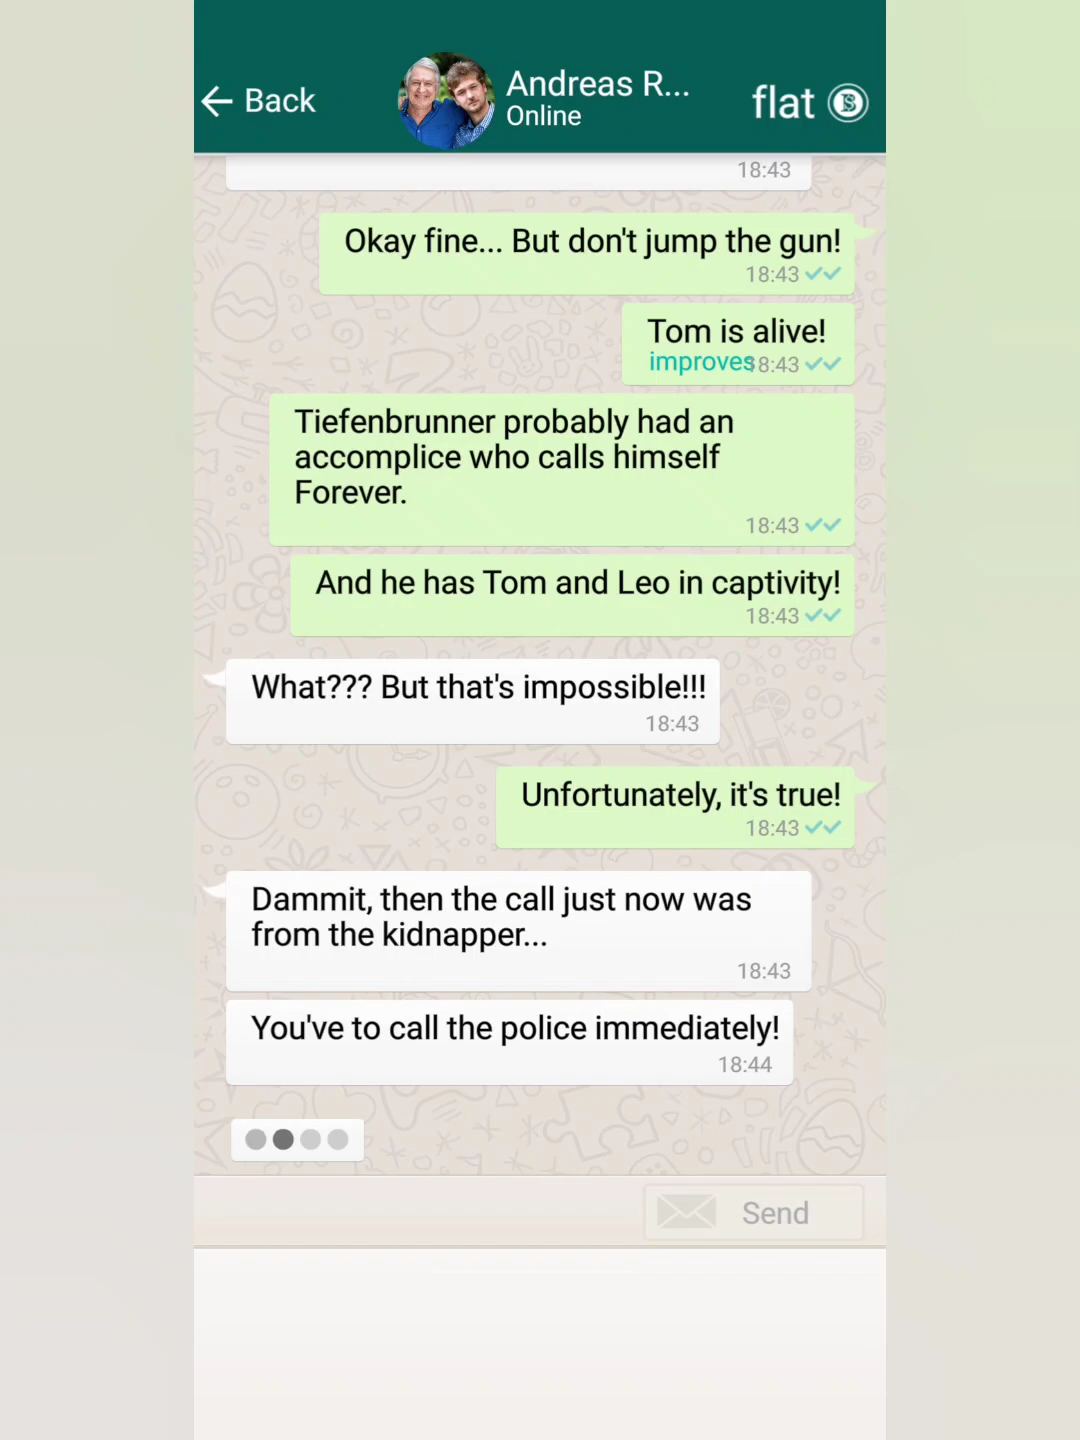 Back
Andreas R...
Online
flat
18:43
Okay fine... But don't jump the gun!
18:43
Tom is alive!
improves
18:43
Tiefenbrunner probably had an
accomplice who calls himself
Forever.
18:43
And he has Tom and Leo in captivity!
18:43
What??? But that's impossible!!!
18:43
Unfortunately, it's true!
18:43
Dammit, then the call just now was
from the kidnapper...
18:43
You've to call the police immediately!
18:44
Send